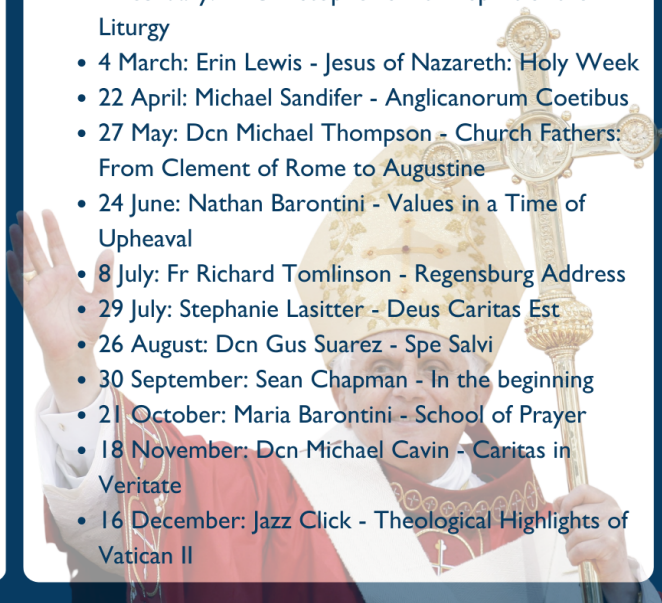 Liturgy
• 4 March: Erin Lewis - Jesus of Nazareth: Holy Week
• 22 April: Michael Sandifer - Anglicanorum Coetibus
• 27 May: Dcn Michael Thompson - Church Fathers:
From Clement of Rome to Augustine
• 24 June: Nathan Barontini - Values in a Time of
Upheaval
• 8 July: Fr Richard Tomlinson - Regensburg Address
• 29 July: Stephanie Lasitter - Deus Caritas Est
• 26 August: Dcn Gus Suarez - Spe Salvi
• 30 September: Sean Chapman - In the beginning
• 21 October: Maria Barontini - School of Prayer
• 18 November: Dcn Michael Cavin - Caritas in
Veritate
• 16 December: Jazz Click - Theological Highlights of
Vatican II